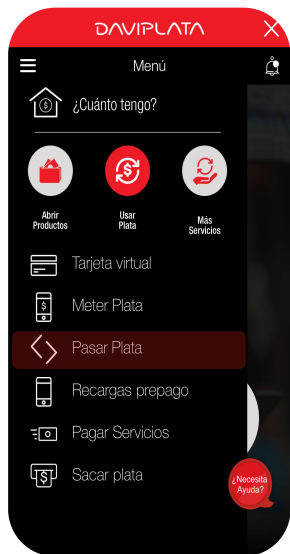 DAVIPLATA
Menú
¿Cuánto tengo?
Abrir
Productos
Usar
Plata
Más
Servicios
Tarjeta virtual
Meter Plata
Pasar Plata
Recargas prepago
Pagar Servicios
Sacar plata
¿Necesita
Ayuda?